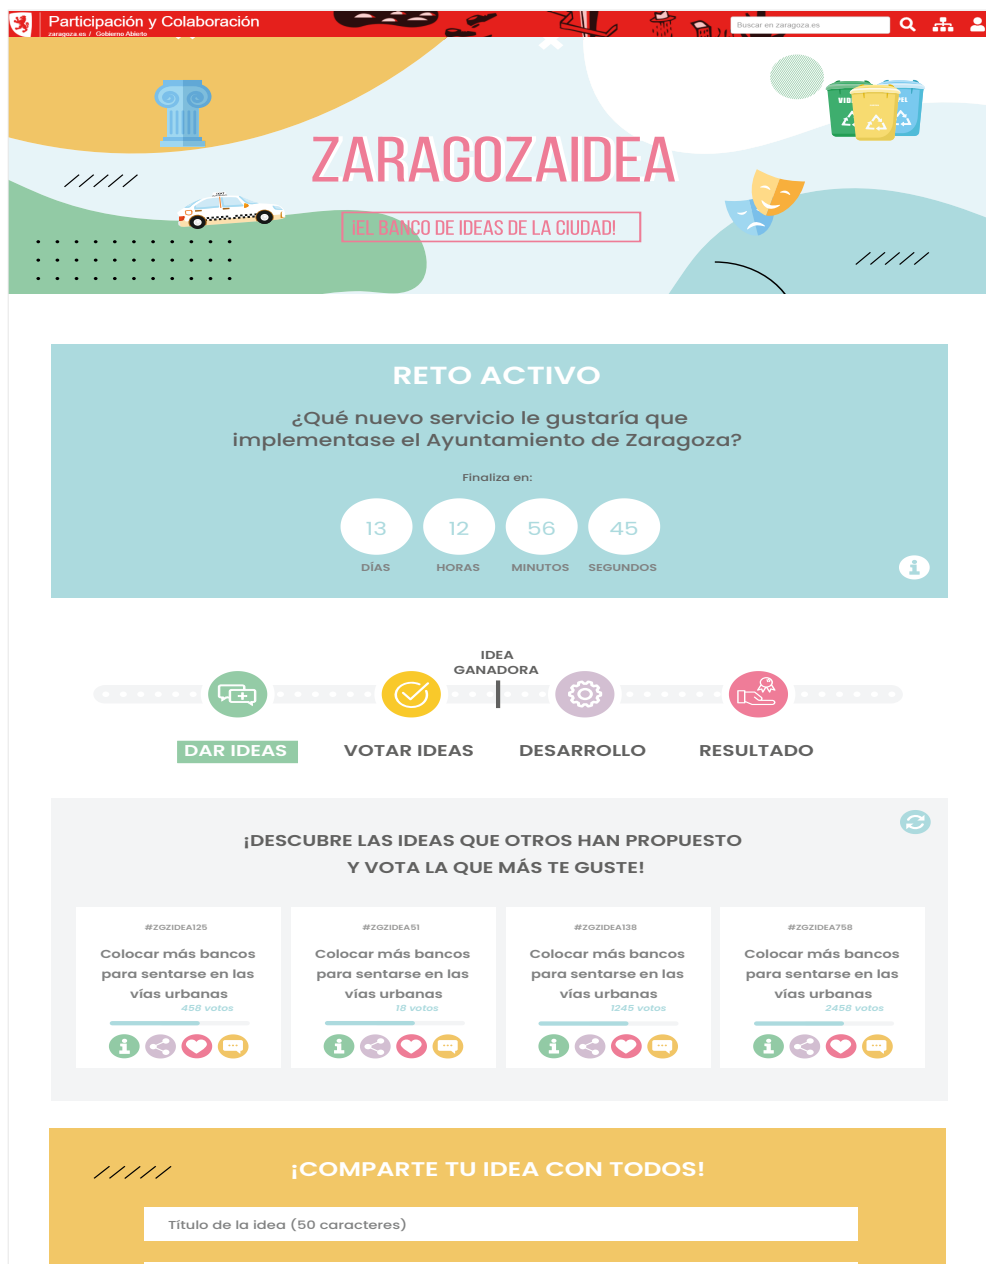 Participación y Colaboración
zaragoza.es / Gobierno Abierto
Buscar en zaragoza.es
ZARAGOZAIDEA
¡EL BANCO DE IDEAS DE LA CIUDAD!
RETO ACTIVO
¿Qué nuevo servicio le gustaría que
implementase el Ayuntamiento de Zaragoza?
Finaliza en:
13 12 56 45
DÍAS HORAS MINUTOS SEGUNDOS
IDEA
GANADORA
DAR IDEAS VOTAR IDEAS DESARROLLO RESULTADO
¡DESCUBRE LAS IDEAS QUE OTROS HAN PROPUESTO
Y VOTA LA QUE MÁS TE GUSTE!
#ZGZIDEA125
Colocar más bancos
para sentarse en las
vías urbanas
458 votos
#ZGZIDEA51
Colocar más bancos
para sentarse en las
vías urbanas
18 votos
#ZGZIDEA138
Colocar más bancos
para sentarse en las
vías urbanas
1245 votos
#ZGZIDEA758
Colocar más bancos
para sentarse en las
vías urbanas
2458 votos
¡COMPARTE TU IDEA CON TODOS!
Título de la idea (50 caracteres)